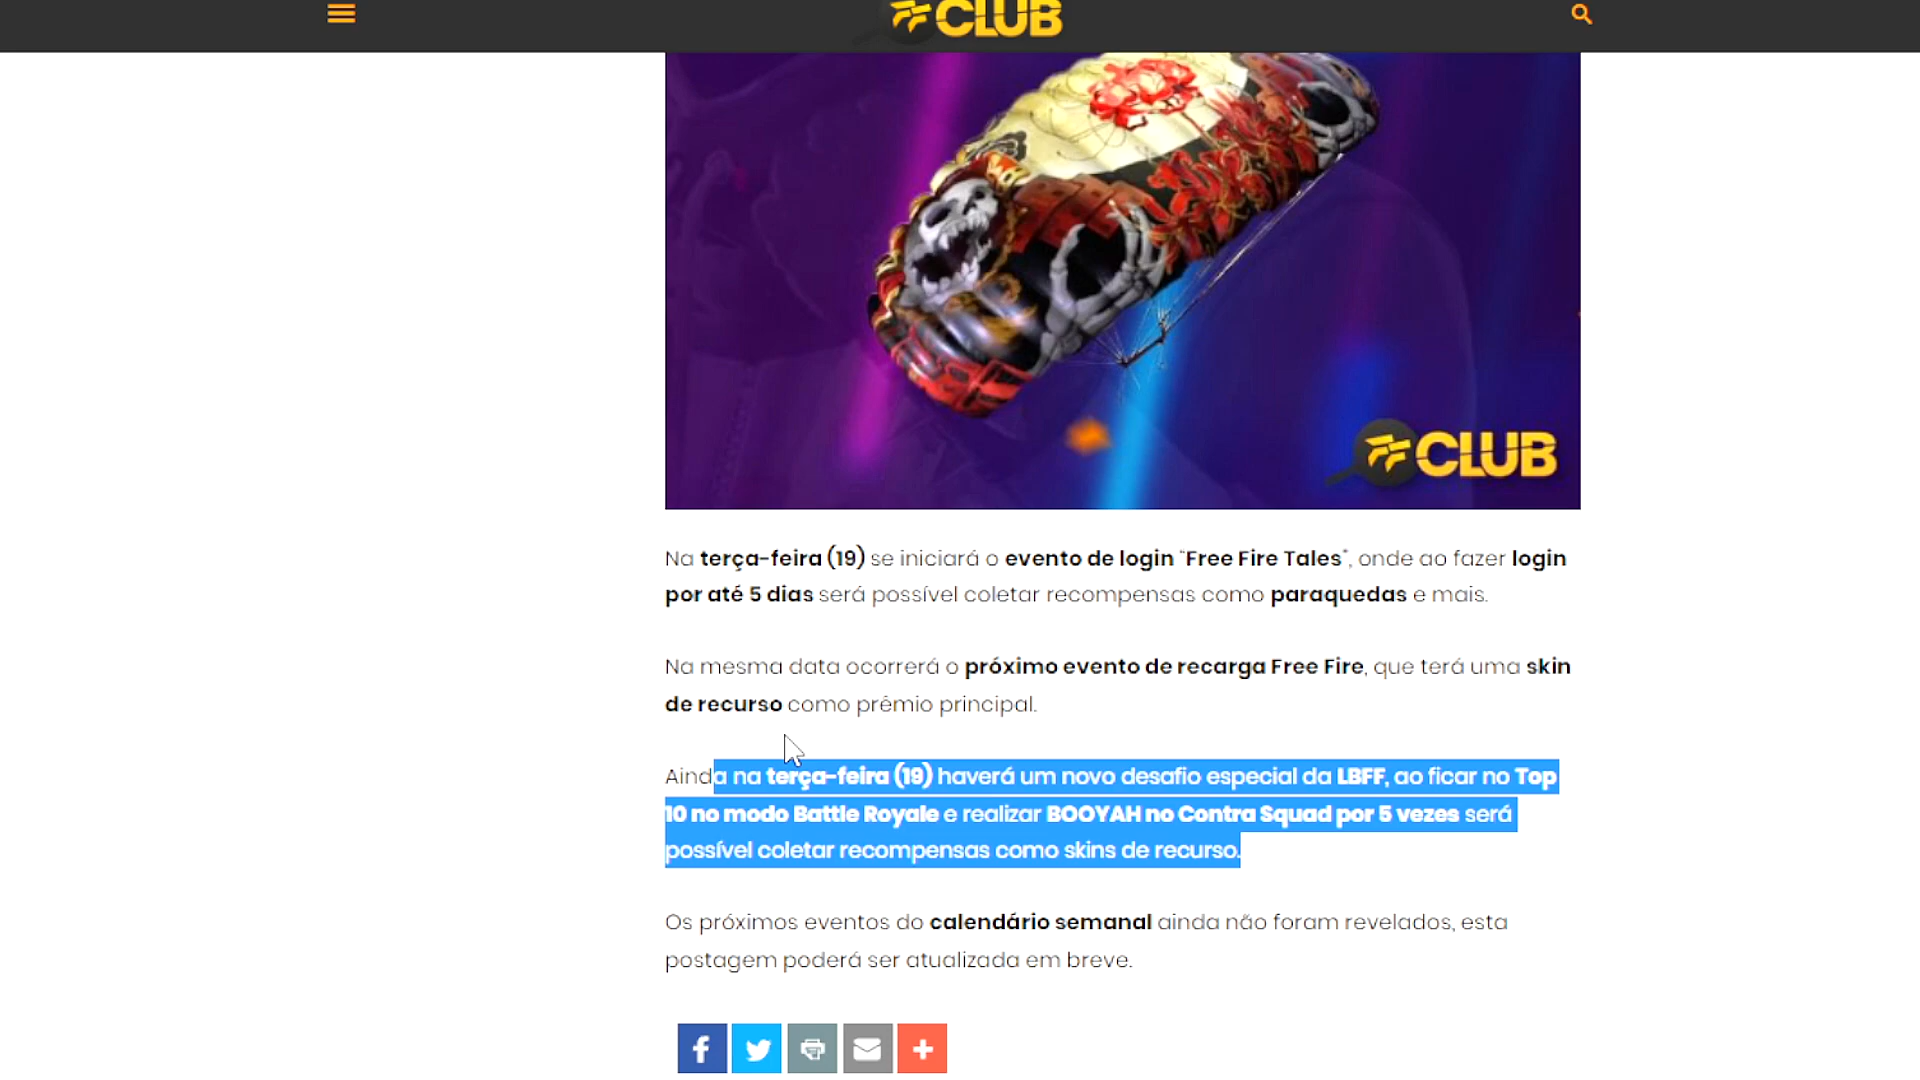 FF CLUB
FF CLUB
Na terça-feira (19) se iniciará o evento de login “Free Fire Tales”, onde ao fazer login
por até 5 dias será possível coletar recompensas como paraquedas e mais.
Na mesma data ocorrerá o próximo evento de recarga Free Fire, que terá uma skin
de recurso como prêmio principal.
Ainda na terça-feira (19) haverá um novo desafio especial da LBFF, ao ficar no Top
10 no modo Battle Royale e realizar BOOYAH no Contra Squad por 5 vezes será
possível coletar recompensas como skins de recurso.
Os próximos eventos do calendário semanal ainda não foram revelados, esta
postagem poderá ser atualizada em breve.